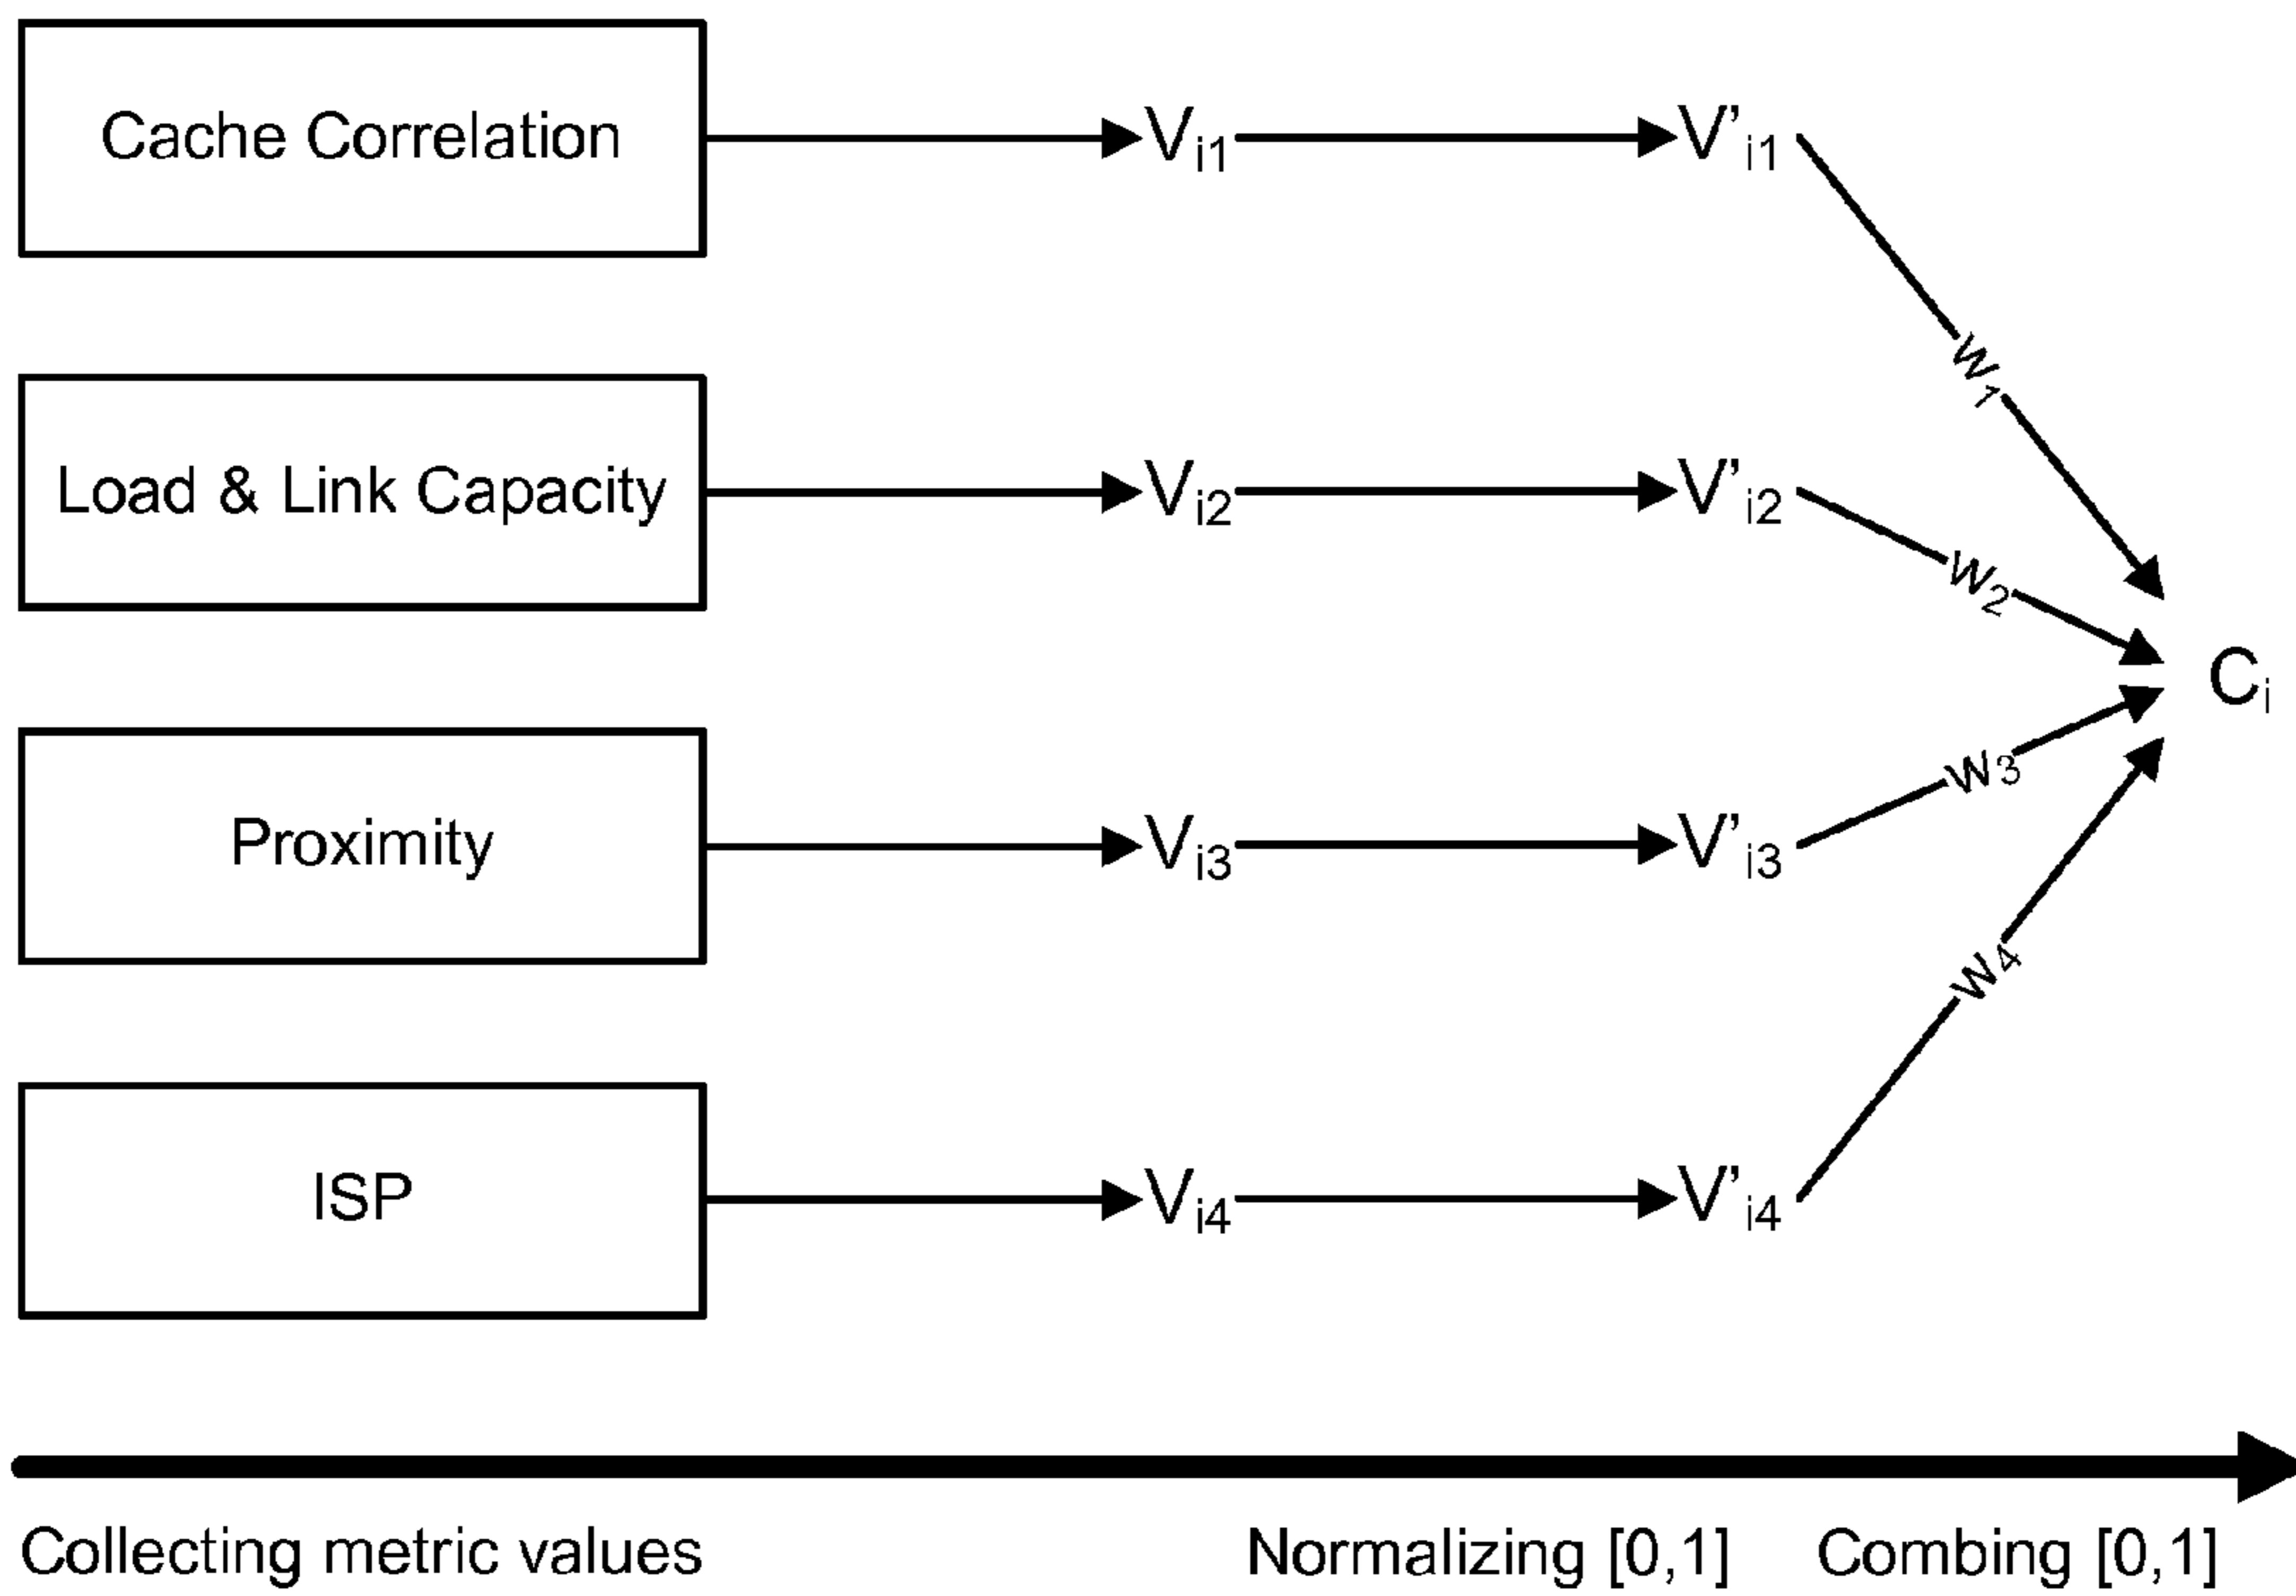 Cache Correlation
V_i1
V'_i1
w_1
Load & Link Capacity
V_i2
V'_i2
w_2
C_i
Proximity
V_i3
V'_i3
w_3
ISP
V_i4
V'_i4
w_4
Collecting metric values
Normalizing [0,1]
Combing [0,1]